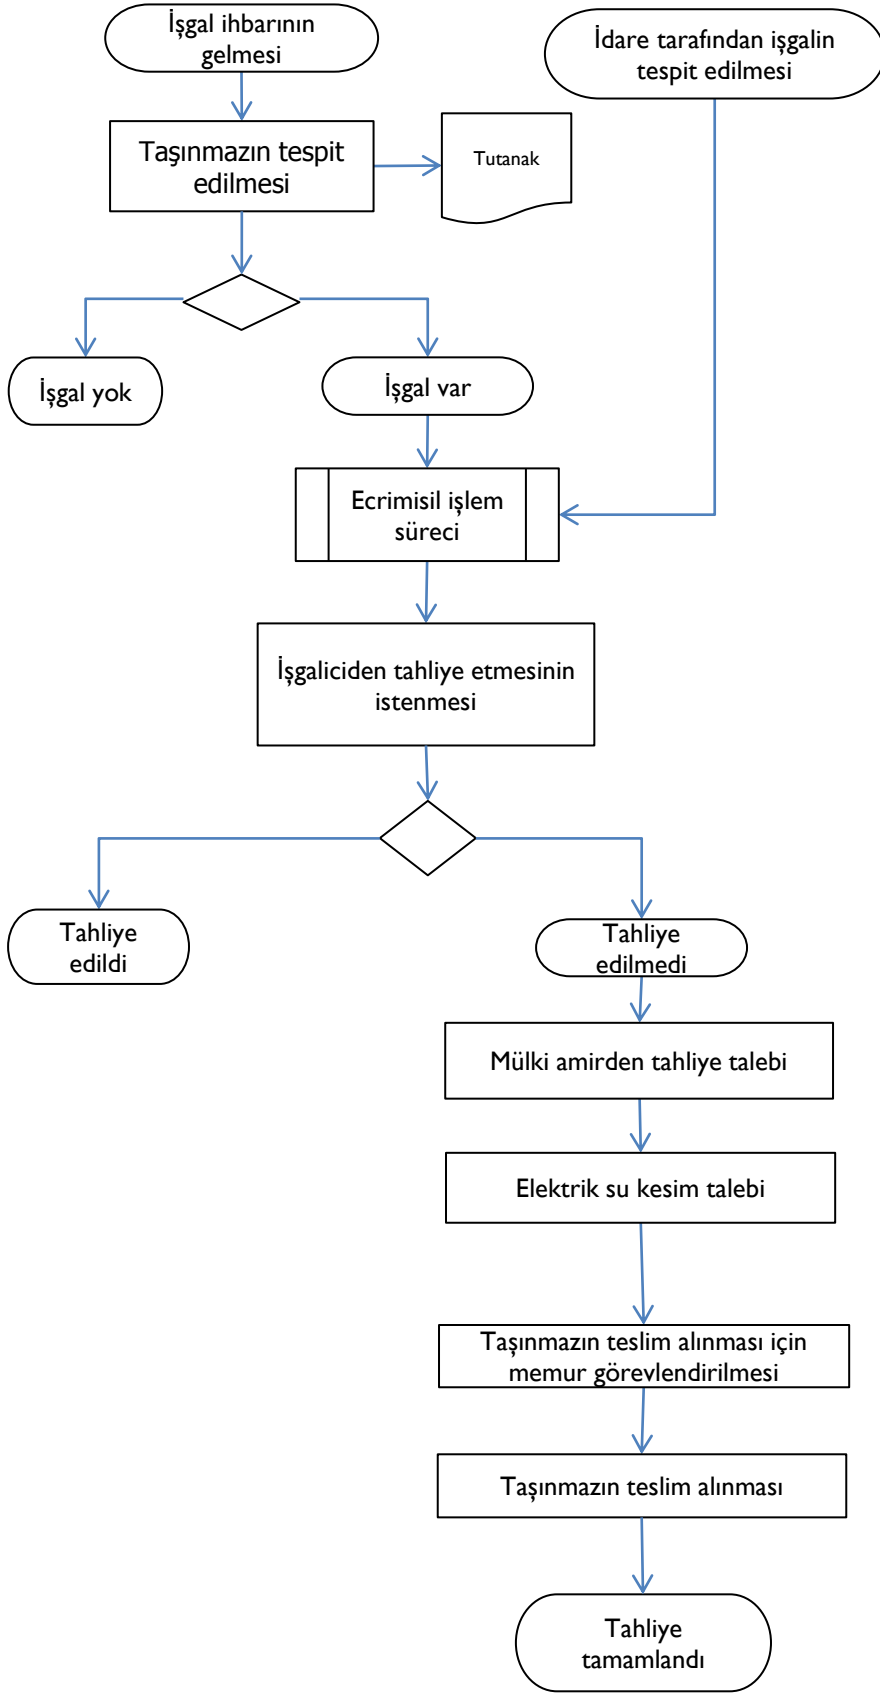 İşgal ihbarının
gelmesi
İdare tarafından işgalin
tespit edilmesi
Taşınmazın tespit
edilmesi
Tutanak
İşgal yok
İşgal var
Ecrimisil işlem
süreci
İşgaliciden tahliye etmesinin
istenmesi
Tahliye
edildi
Tahliye
edilmedi
Mülki amirden tahliye talebi
Elektrik su kesim talebi
Taşınmazın teslim alınması için
memur görevlendirilmesi
Taşınmazın teslim alınması
Tahliye
tamamlandı